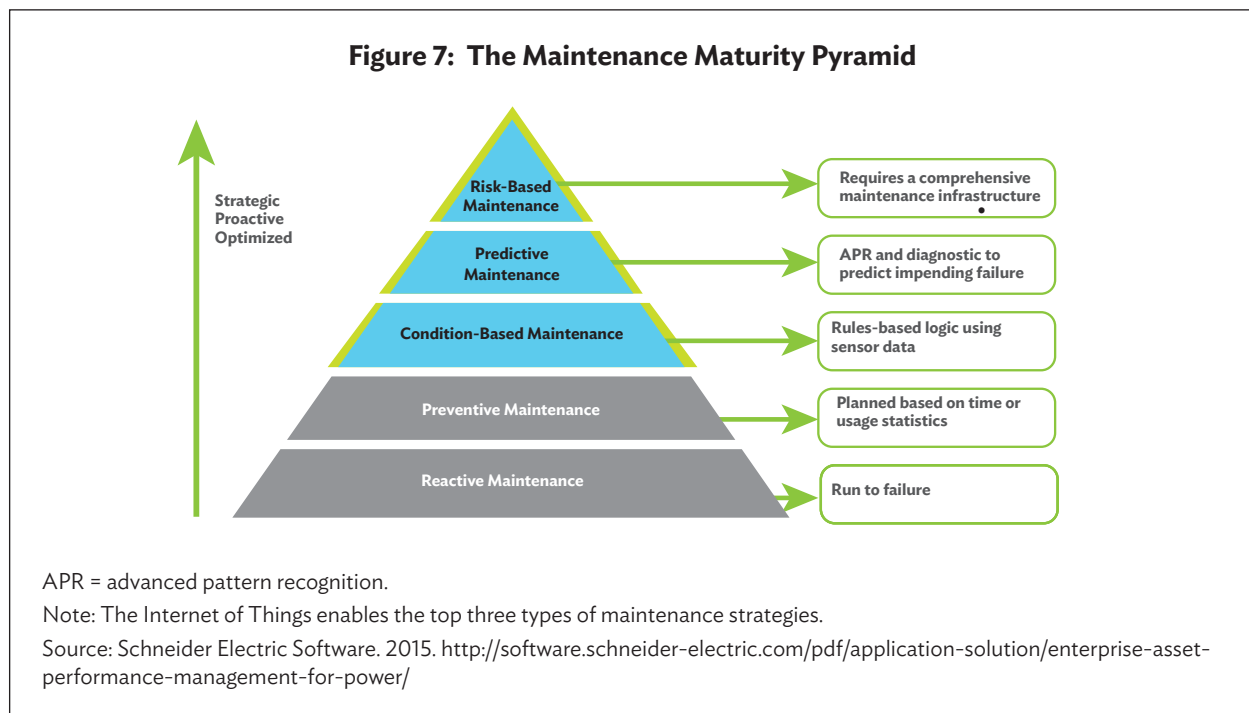 Figure 7: The Maintenance Maturity Pyramid
Strategic
Proactive
Optimized
Risk-Based
Maintenance
Requires a comprehensive
maintenance infrastructure
Predictive
Maintenance
APR and diagnostic to
predict impending failure
Condition-Based Maintenance
Rules-based logic using
sensor data
Preventive Maintenance
Planned based on time or
usage statistics
Reactive Maintenance
Run to failure
APR = advanced pattern recognition.
Note: The Internet of Things enables the top three types of maintenance strategies.
Source: Schneider Electric Software. 2015. http://software.schneider-electric.com/pdf/application-solution/enterprise-asset-
performance-management-for-power/